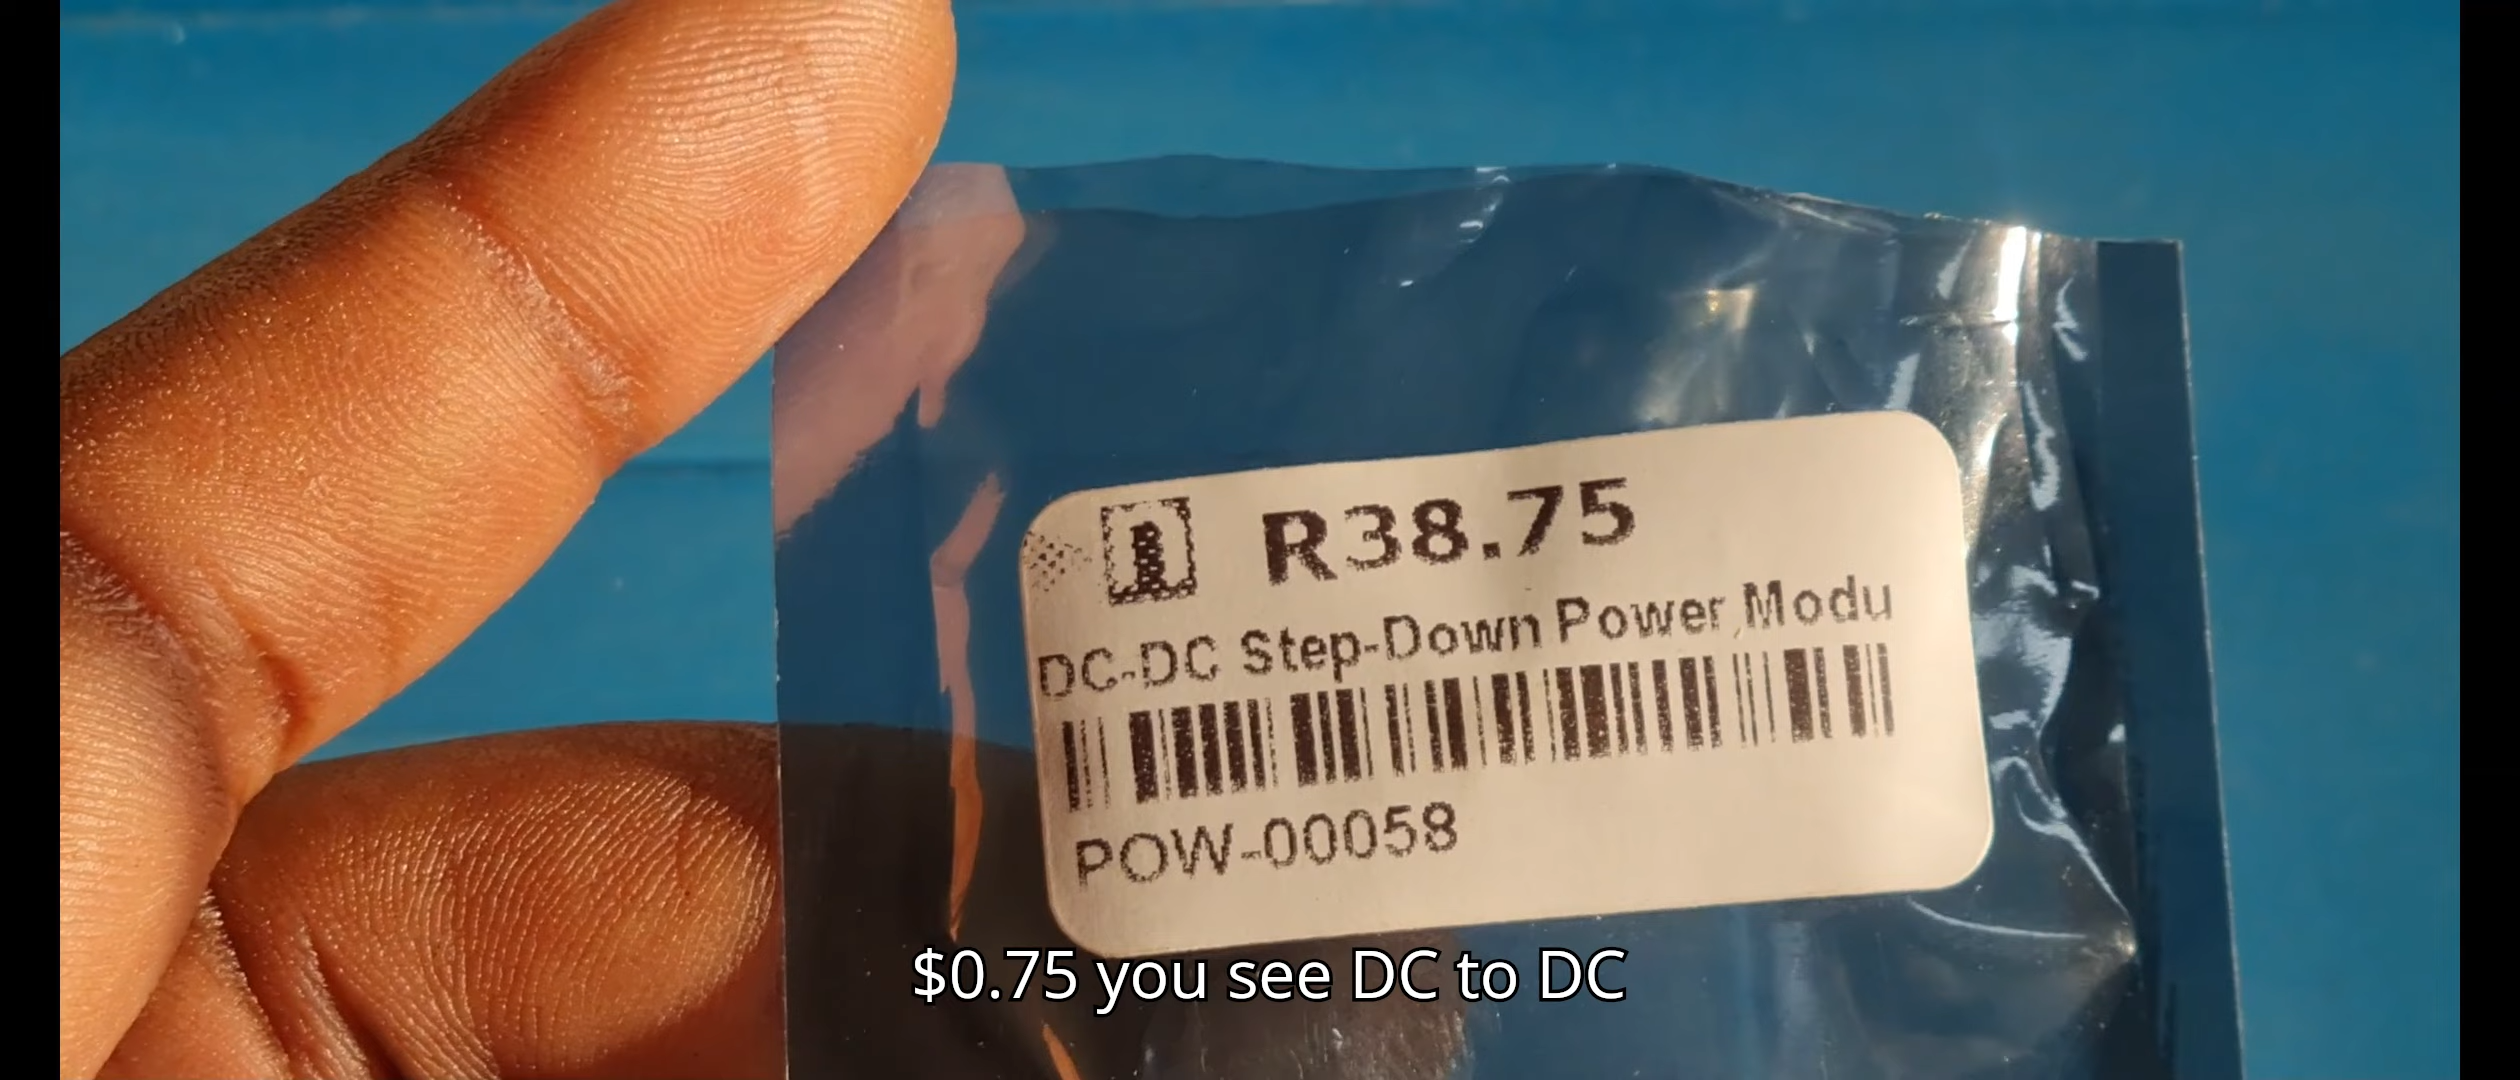 R38.75
DC-DC Step-Down Power Modu
POW-00058
$0.75 you see DC to DC